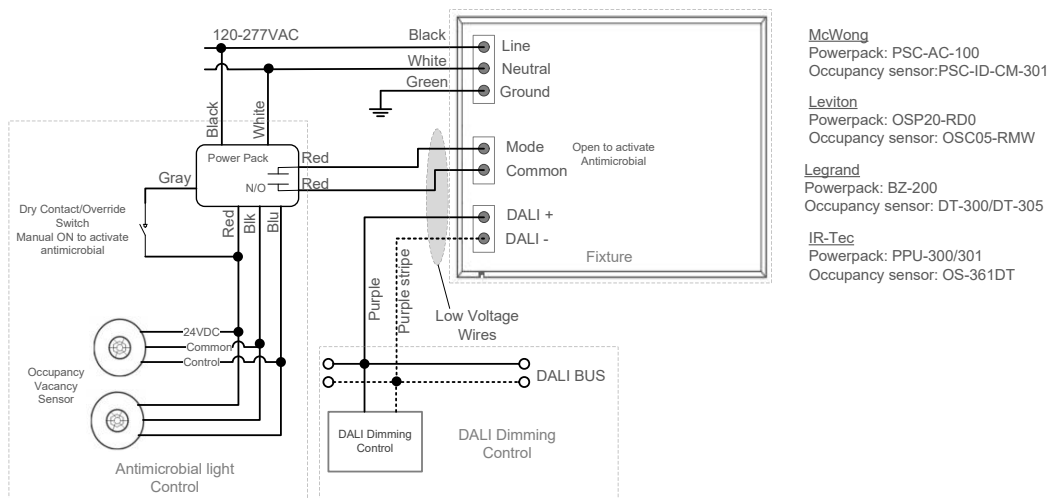 120-277VAC
Black
White
Green
Line
Neutral
Ground
Black
White
Power Pack
N/O
Red
Red
Mode
Common
Open to activate
Antimicrobial
Gray
Dry Contact/Override
Switch
Manual ON to activate
antimicrobial
Red
Blk
Blu
DALI +
DALI -
Fixture
Purple
Purple stripe
Low Voltage
Wires
24VDC
Common
Control
Occupancy
Vacancy
Sensor
DALI BUS
DALI Dimming
Control
DALI Dimming
Control
Antimicrobial light
Control
McWong
Powerpack: PSC-AC-100
Occupancy sensor:PSC-ID-CM-301
Leviton
Powerpack: OSP20-RD0
Occupancy sensor: OSC05-RMW
Legrand
Powerpack: BZ-200
Occupancy sensor: DT-300/DT-305
IR-Tec
Powerpack: PPU-300/301
Occupancy sensor: OS-361DT